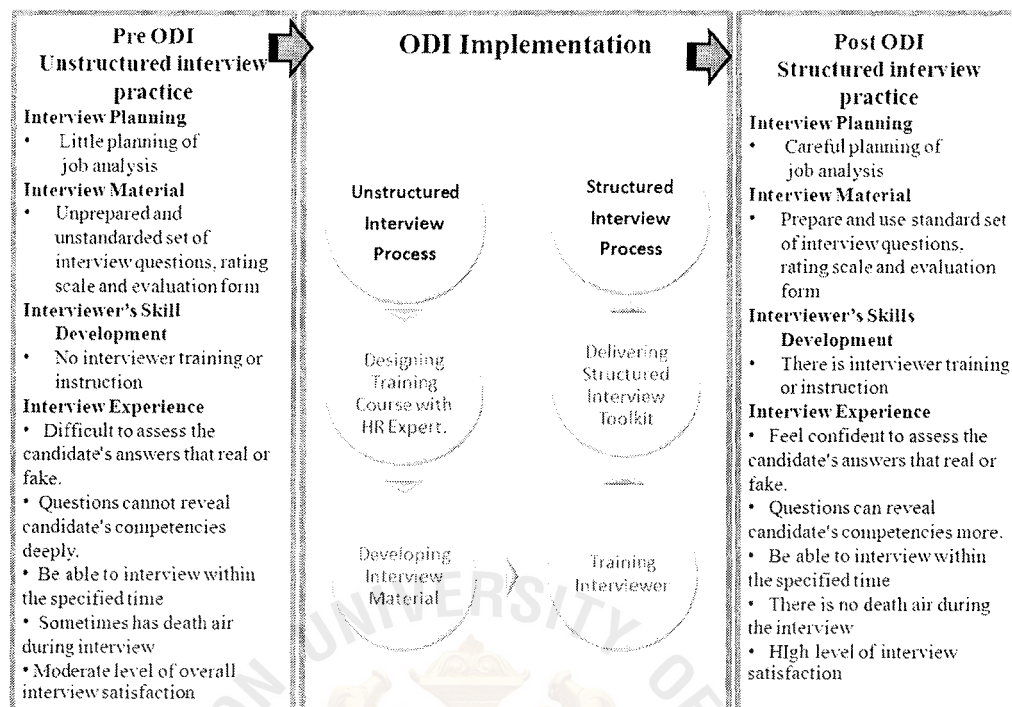 Pre ODI
Unstructured interview
practice
Interview Planning
• Little planning of
job analysis
Interview Material
• Unprepared and
unstandarded set of
interview questions, rating
scale and evaluation form
Interviewer's Skill
Development
• No interviewer training or
instruction
Interview Experience
• Difficult to assess the
candidate's answers that real or
fake.
• Questions cannot reveal
candidate's competencies
deeply.
• Be able to interview within
the specified time
• Sometimes has death air
during interview
• Moderate level of overall
interview satisfaction
ODI Implementation
Unstructured
Interview
Process
Designing
Training
Course with
HR Expert.
Developing
Interview
Material
Training
Interviewer
Delivering
Structured
Interview
Toolkit
Structured
Interview
Process
Post ODI
Structured interview
practice
Interview Planning
• Careful planning of
job analysis
Interview Material
• Prepare and use standard set
of interview questions,
rating scale and evaluation
form
Interviewer's Skills
Development
• There is interviewer training
or instruction
Interview Experience
• Feel confident to assess the
candidate's answers that real or
fake.
• Questions can reveal
candidate's competencies more.
• Be able to interview within
the specified time
• There is no death air during
the interview
• HIgh level of interview
satisfaction
UNIVERSITY